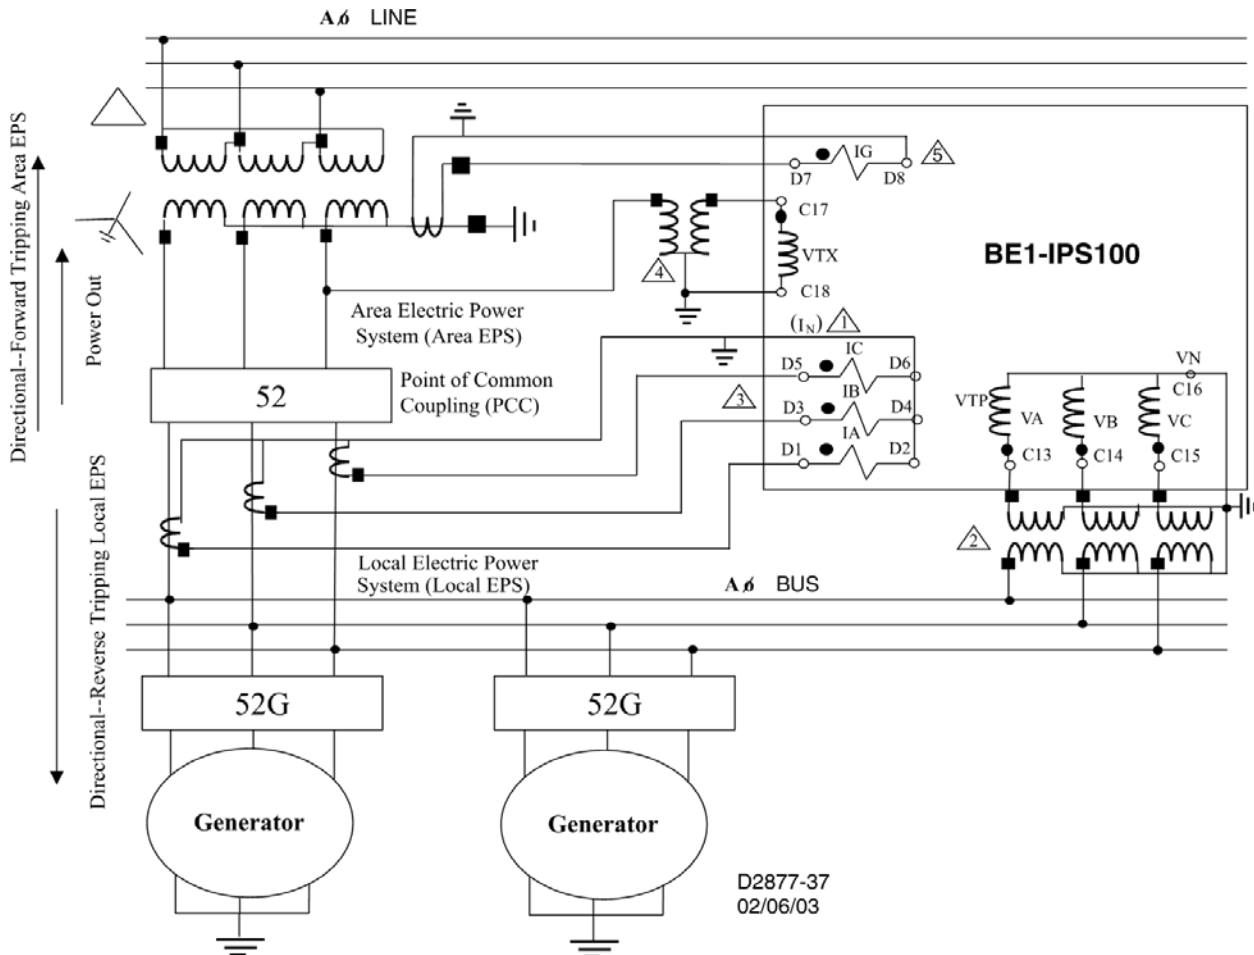 Aø LINE
Directional--Forward Tripping Area EPS
Power Out
IG
D7
D8
5
C17
VTX
C18
4
BE1-IPS100
Area Electric Power
System (Area EPS)
(IN)
1
IC
D5
D6
52
Point of Common
Coupling (PCC)
3
IB
D3
D4
IA
D1
D2
VN
C16
VTP
VA
VB
VC
C13
C14
C15
2
Directional--Reverse Tripping Local EPS
Local Electric Power
System (Local EPS)
Aø BUS
52G
52G
Generator
Generator
D2877-37
02/06/03